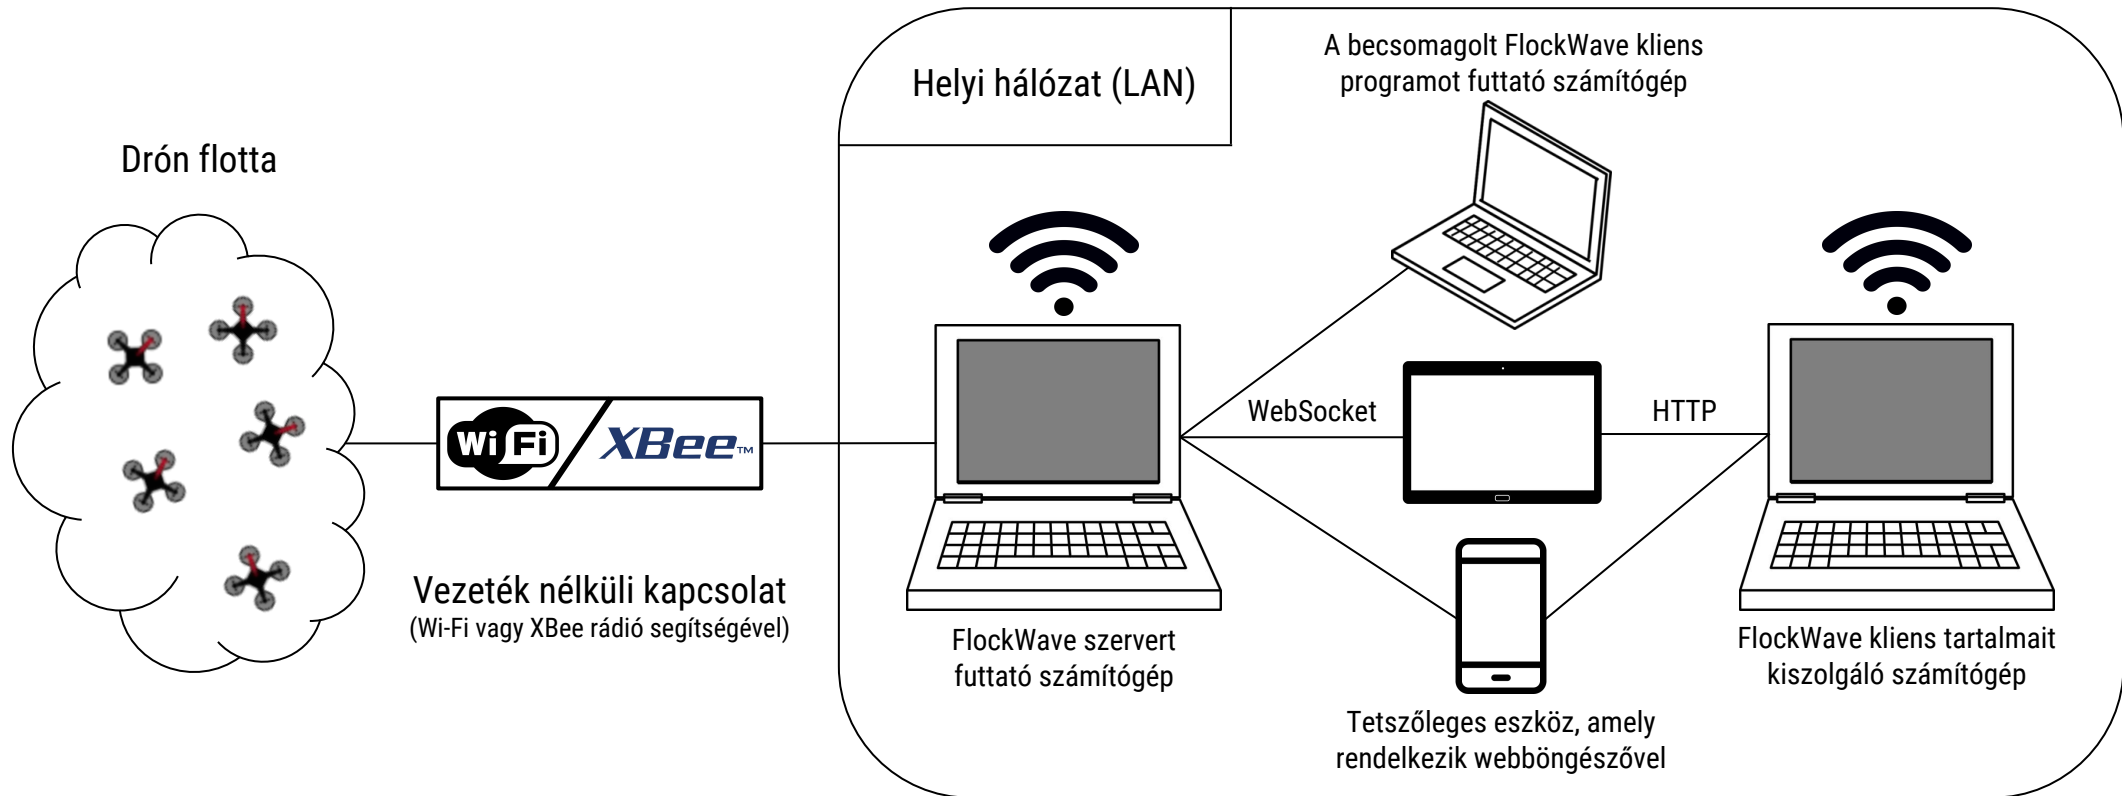 Drón flotta
Wi Fi
XBee™
Vezeték nélküli kapcsolat
(Wi-Fi vagy XBee rádió segítségével)
Helyi hálózat (LAN)
A becsomagolt FlockWave kliens
programot futtató számítógép
WebSocket
HTTP
FlockWave szervert
futtató számítógép
Tetszőleges eszköz, amely
rendelkezik webböngészővel
FlockWave kliens tartalmait
kiszolgáló számítógép